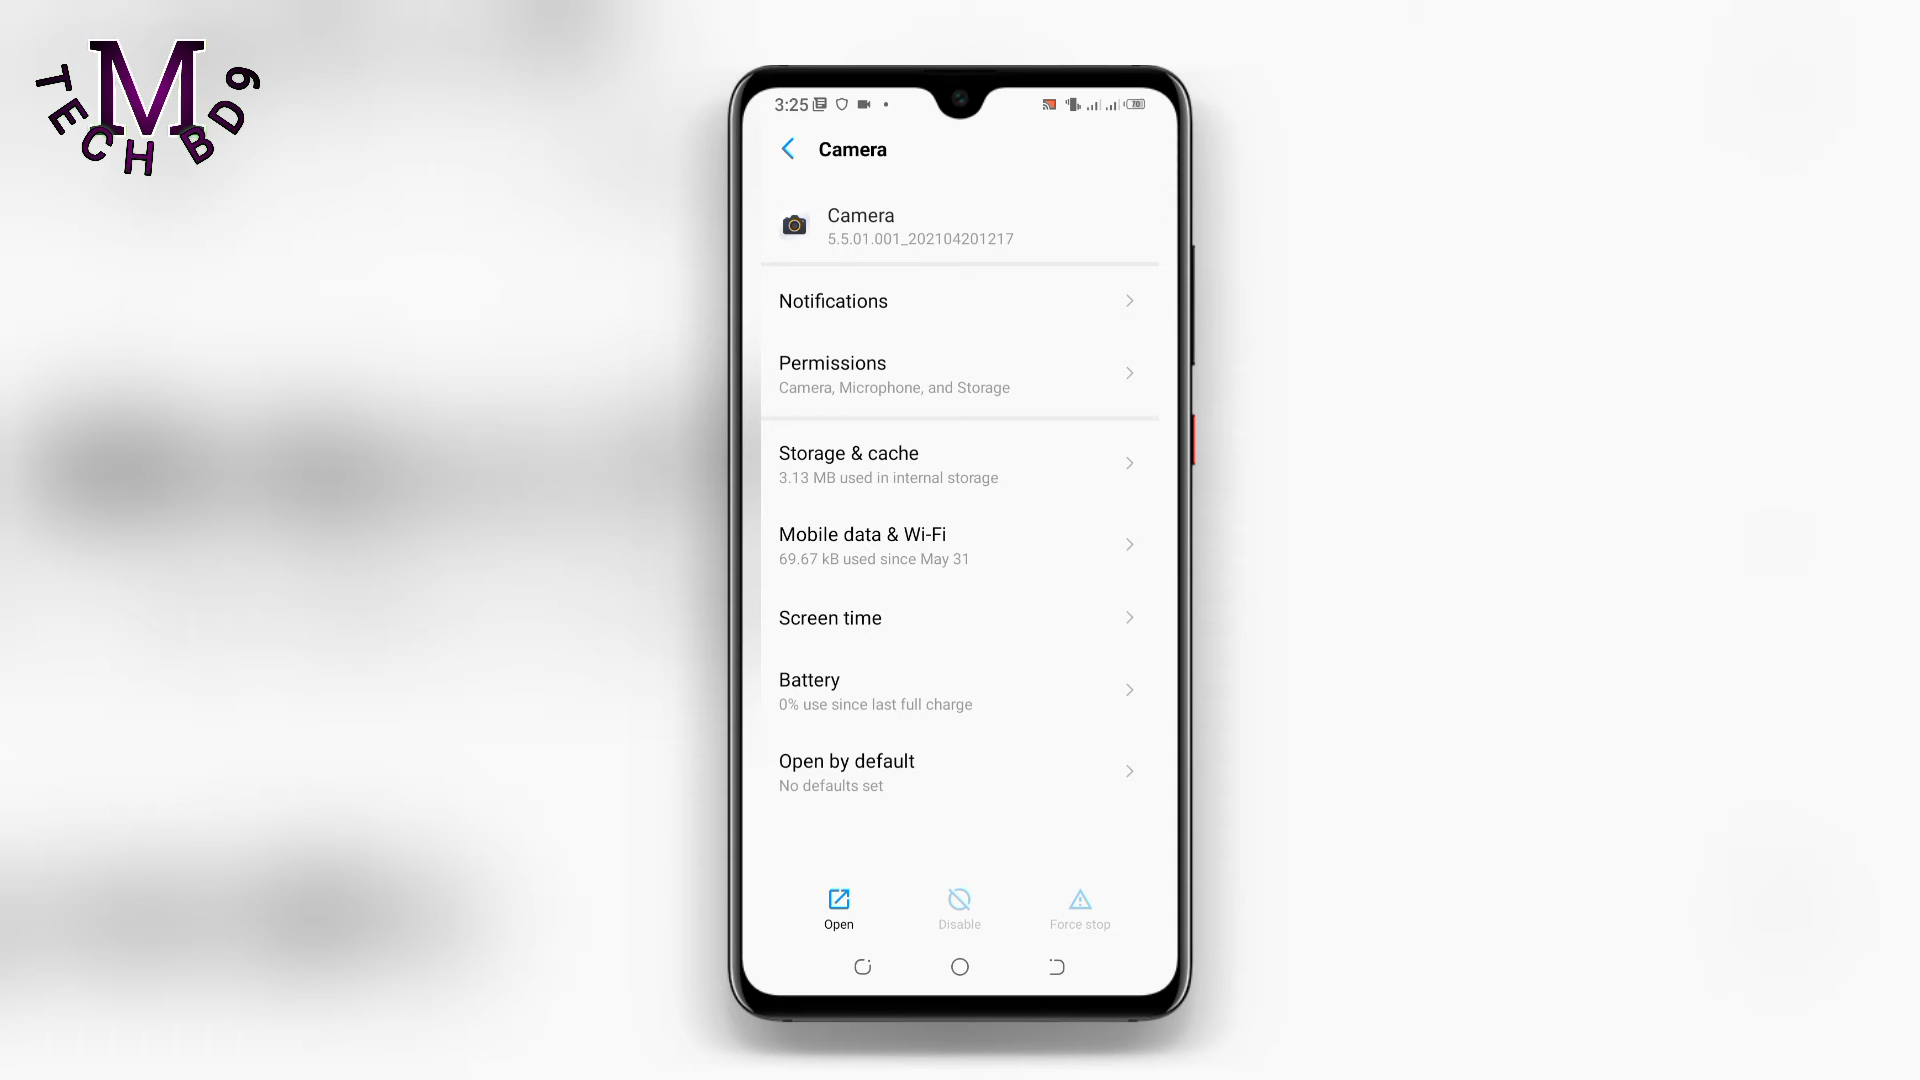 M
TECH BD9
3:25
70
Camera
Camera
5.5.01.001_202104201217
Notifications
Permissions
Camera, Microphone, and Storage
Storage & cache
3.13 MB used in internal storage
Mobile data & Wi-Fi
69.67 kB used since May 31
Screen time
Battery
0% use since last full charge
Open by default
No defaults set
Open
Disable
Force stop